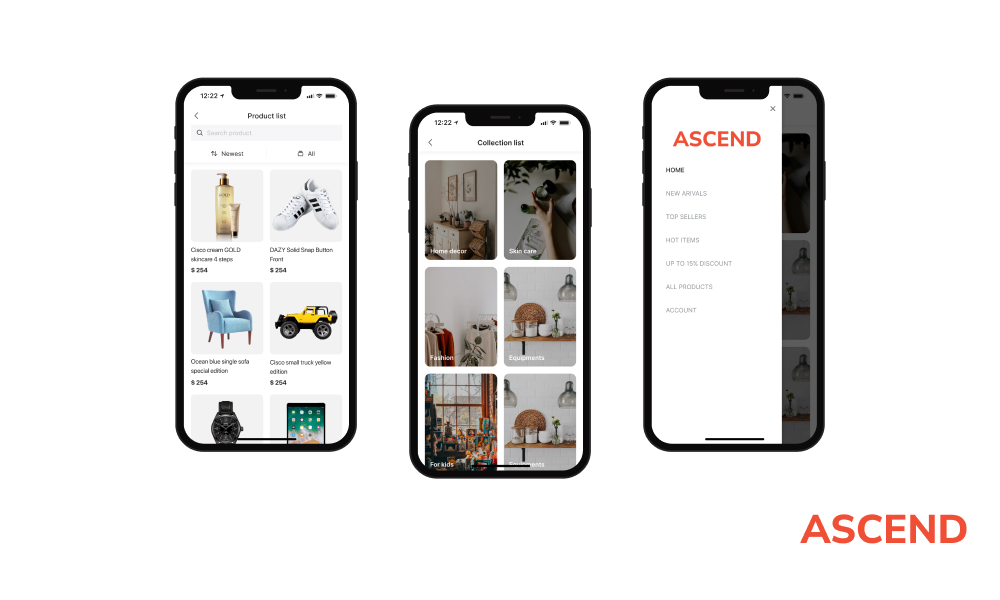 12:22
Product list
Search product
Newest
All
GOLD
Cisco cream GOLD
skincare 4 steps
$ 254
DAZY Solid Snap Button
Front
$ 254
Ocean blue single sofa
special edition
$ 254
Cisco small truck yellow
edition
$ 254
12:22
Collection list
Home decor
Skin care
Fashion
Equipments
For kids
Equipments
ASCEND
HOME
NEW ARIVALS
TOP SELLERS
HOT ITEMS
UP TO 15% DISCOUNT
ALL PRODUCTS
ACCOUNT
ASCEND